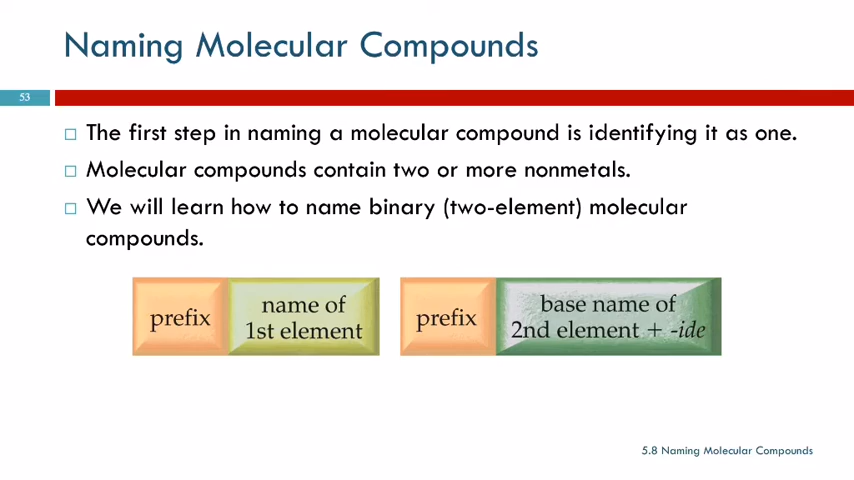 Naming Molecular Compounds
53
The first step in naming a molecular compound is identifying it as one.
Molecular compounds contain two or more nonmetals.
We will learn how to name binary (two-element) molecular
compounds.
prefix
name of
1st element
prefix
base name of
2nd element + -ide
5.8 Naming Molecular Compounds